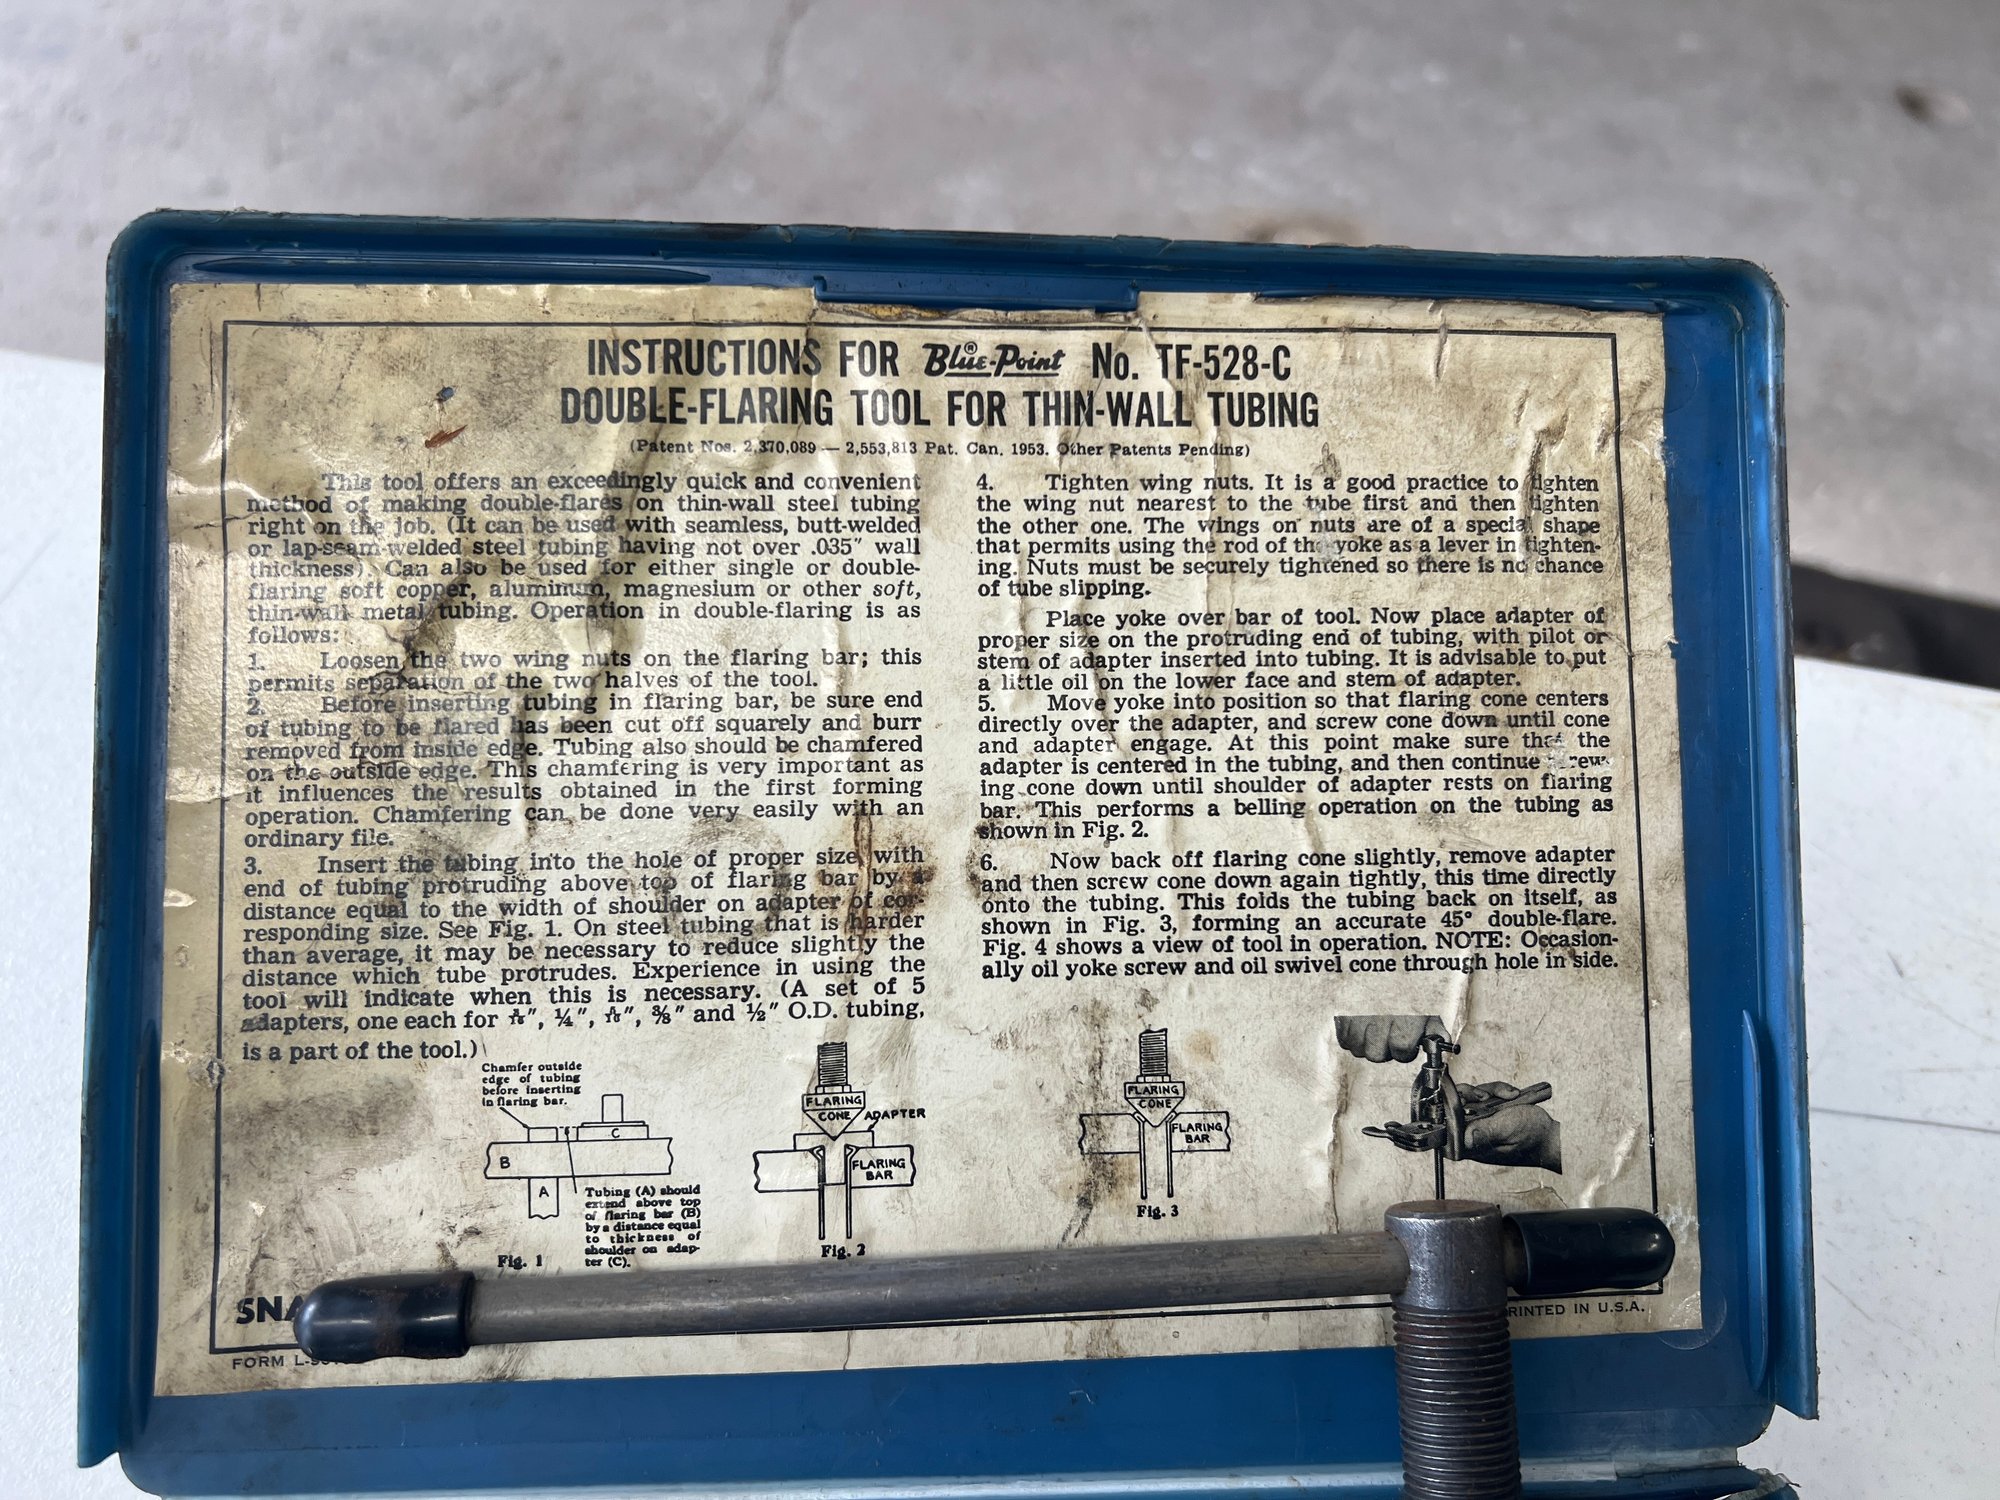 INSTRUCTIONS FOR Blue-Point® No. TF-528-C
DOUBLE-FLARING TOOL FOR THIN-WALL TUBING
(Patent Nos. 2,370,089 — 2,553,813 Pat. Can. 1953. Other Patents Pending)
This tool offers an exceedingly quick and convenient
method of making double-flares on thin-wall steel tubing
right on the job. (It can be used with seamless, butt-welded
or lap-seam welded steel tubing having not over .035" wall
thickness). Can also be used for either single or double-
flaring soft copper, aluminum, magnesium or other soft,
thin-wall metal tubing. Operation in double-flaring is as
follows:
1. Loosen the two wing nuts on the flaring bar; this
permits separation of the two halves of the tool.
2. Before inserting tubing in flaring bar, be sure end
of tubing to be flared has been cut off squarely and burr
removed from inside edge. Tubing also should be chamfered
on the outside edge. This chamfering is very important as
it influences the results obtained in the first forming
operation. Chamfering can be done very easily with an
ordinary file.
3. Insert the tubing into the hole of proper size with
end of tubing protruding above top of flaring bar by a
distance equal to the width of shoulder on adapter of cor-
responding size. See Fig. 1. On steel tubing that is harder
than average, it may be necessary to reduce slightly the
distance which tube protrudes. Experience in using the
tool will indicate when this is necessary. (A set of 5
adapters, one each for ¼", ⅜" and ½" O.D. tubing,
is a part of the tool.)
4. Tighten wing nuts. It is a good practice to tighten
the wing nut nearest to the tube first and then tighten
the other one. The wings on nuts are of a special shape
that permits using the rod of the yoke as a lever in tighten-
ing. Nuts must be securely tightened so there is no chance
of tube slipping.
Place yoke over bar of tool. Now place adapter of
proper size on the protruding end of tubing, with pilot or
stem of adapter inserted into tubing. It is advisable to put
a little oil on the lower face and stem of adapter.
5. Move yoke into position so that flaring cone centers
directly over the adapter, and screw cone down until cone
and adapter engage. At this point make sure that the
adapter is centered in the tubing, and then continue screw-
ing cone down until shoulder of adapter rests on flaring
bar. This performs a belling operation on the tubing as
shown in Fig. 2.
6. Now back off flaring cone slightly, remove adapter
and then screw cone down again tightly, this time directly
onto the tubing. This folds the tubing back on itself, as
shown in Fig. 3, forming an accurate 45° double-flare.
Fig. 4 shows a view of tool in operation. NOTE: Occasion-
ally oil yoke screw and oil swivel cone through hole in side.
Chamfer outside
edge of tubing
before inserting
in flaring bar.
C
B
A
Tubing (A) should
extend above top
of flaring bar (B)
by a distance equal
to thickness of
shoulder on adap-
ter (C).
Fig. 1
FLARING
CONE
ADAPTER
FLARING
BAR
Fig. 2
FLARING
CONE
FLARING
BAR
Fig. 3
SNA
RINTED IN U.S.A.
FORM